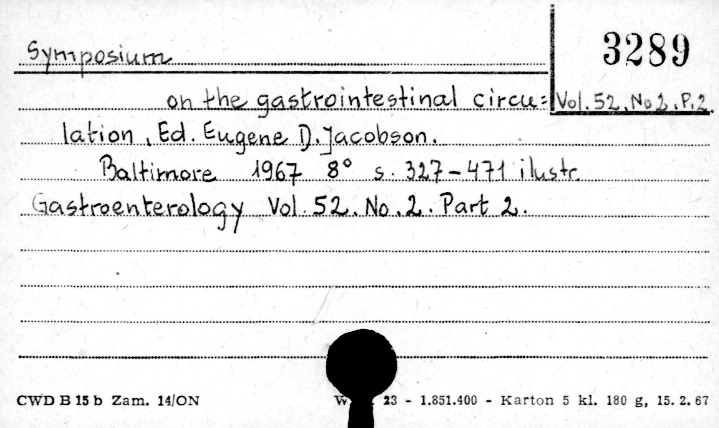 Symposium
3289
on the gastrointestinal circu=
Vol. 52. No 2. P. 2.
lation. Ed. Eugene D. Jacobson.
Baltimore 1967 8° s. 327-471 ilustr.
Gastroenterology Vol. 52. No. 2. Part 2.
CWD B 15 b Zam. 14/ON
23 - 1.851.400 - Karton 5 kl. 180 g, 15. 2. 67